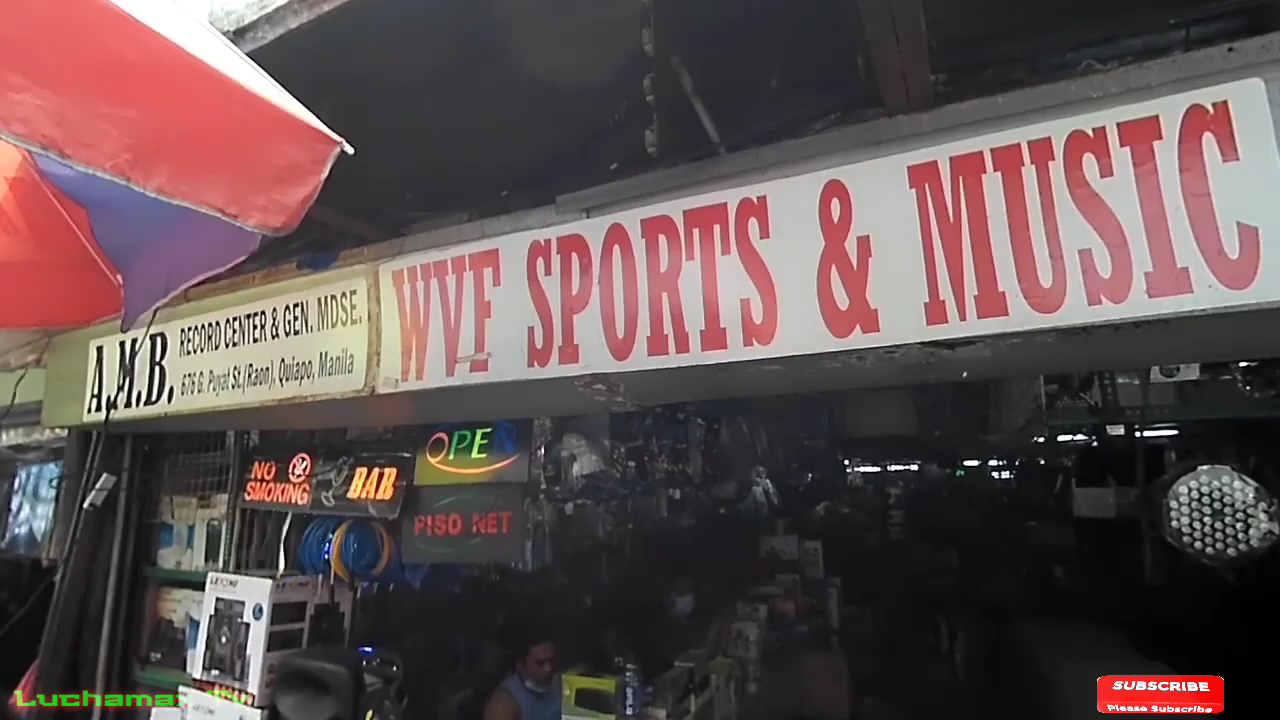 WVF SPORTS & MUSIC
A.M.B.
RECORD CENTER & GEN. MDSE.
676 G. Puyat St. (Raon), Quiapo, Manila
NO
SMOKING
BAR
OPEN
PISO NET
SUBSCRIBE
Please Subscribe